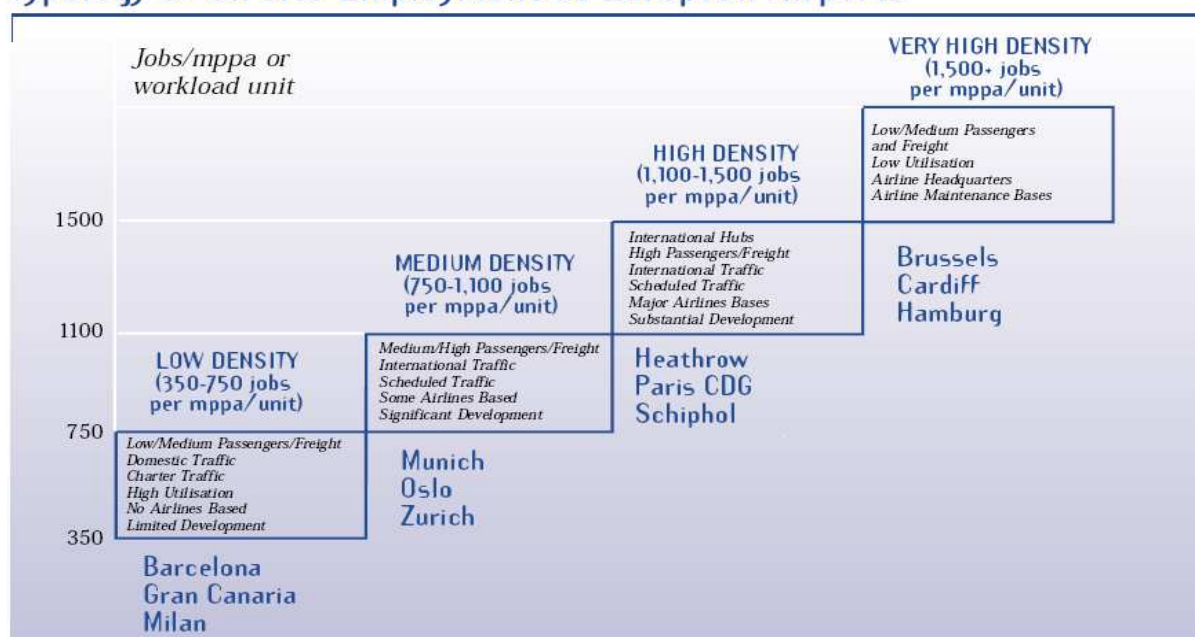 Jobs/mppa or
workload unit
VERY HIGH DENSITY
(1,500+ jobs
per mppa/unit)
Low/Medium Passengers
and Freight
Low Utilisation
Airline Headquarters
Airline Maintenance Bases
HIGH DENSITY
(1,100-1,500 jobs
per mppa/unit)
1500
International Hubs
High Passengers/Freight
International Traffic
Scheduled Traffic
Major Airlines Bases
Substantial Development
Brussels
Cardiff
Hamburg
MEDIUM DENSITY
(750-1,100 jobs
per mppa/unit)
1100
Medium/High Passengers/Freight
International Traffic
Scheduled Traffic
Some Airlines Based
Significant Development
Heathrow
Paris CDG
Schiphol
LOW DENSITY
(350-750 jobs
per mppa/unit)
750
Low/Medium Passengers/Freight
Domestic Traffic
Charter Traffic
High Utilisation
No Airlines Based
Limited Development
Munich
Oslo
Zurich
350
Barcelona
Gran Canaria
Milan